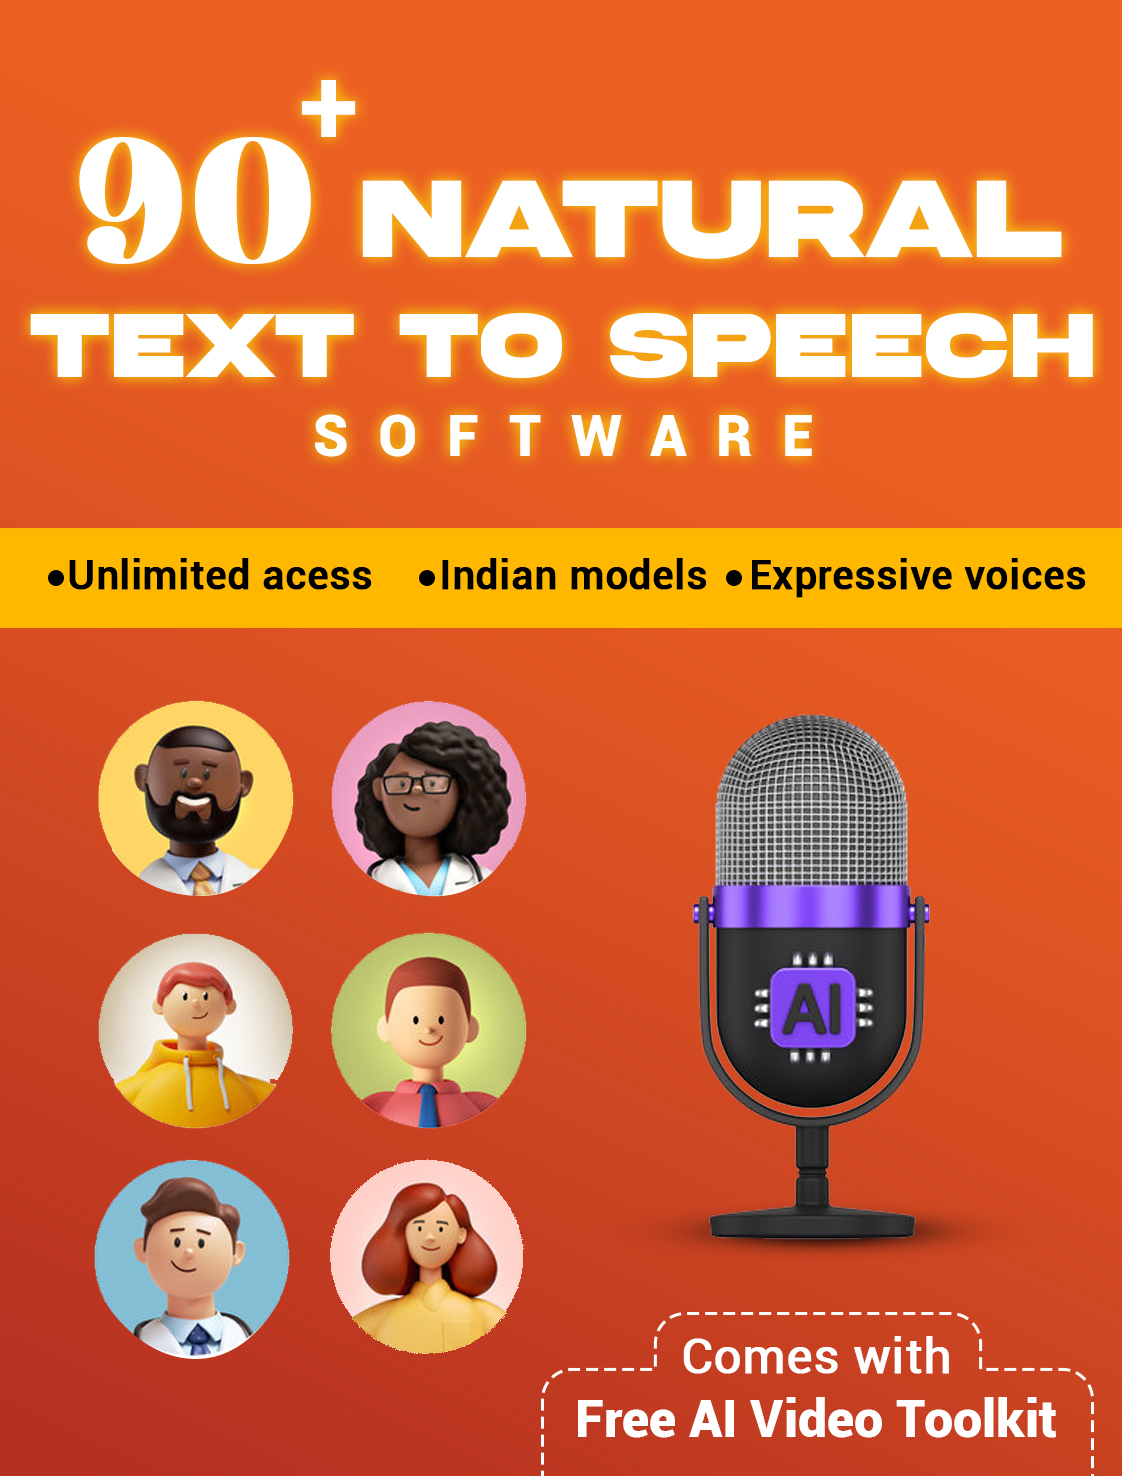 90+ NATURAL
TEXT TO SPEECH
SOFTWARE
•Unlimited acess •Indian models •Expressive voices
AI
Comes with
Free AI Video Toolkit